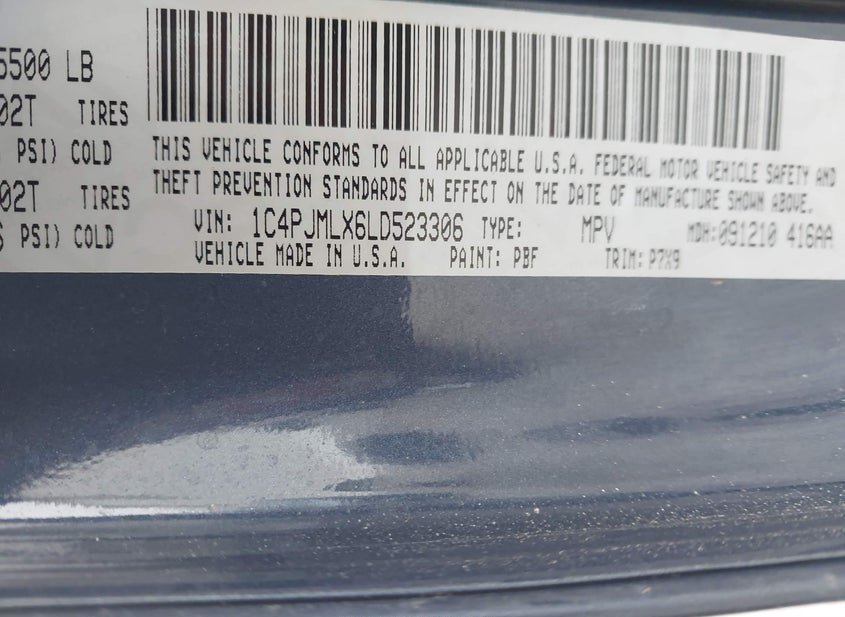 5500 LB
02T TIRES
PSI) COLD
02T TIRES
PSI) COLD
THIS VEHICLE CONFORMS TO ALL APPLICABLE U.S.A. FEDERAL MOTOR VEHICLE SAFETY AND
THEFT PREVENTION STANDARDS IN EFFECT ON THE DATE OF MANUFACTURE SHOWN ABOVE.
VIN: 1C4PJMLX6LD523306 TYPE: MPV MDH:091210 416AA
VEHICLE MADE IN U.S.A. PAINT: PBF TRIM: P7X9